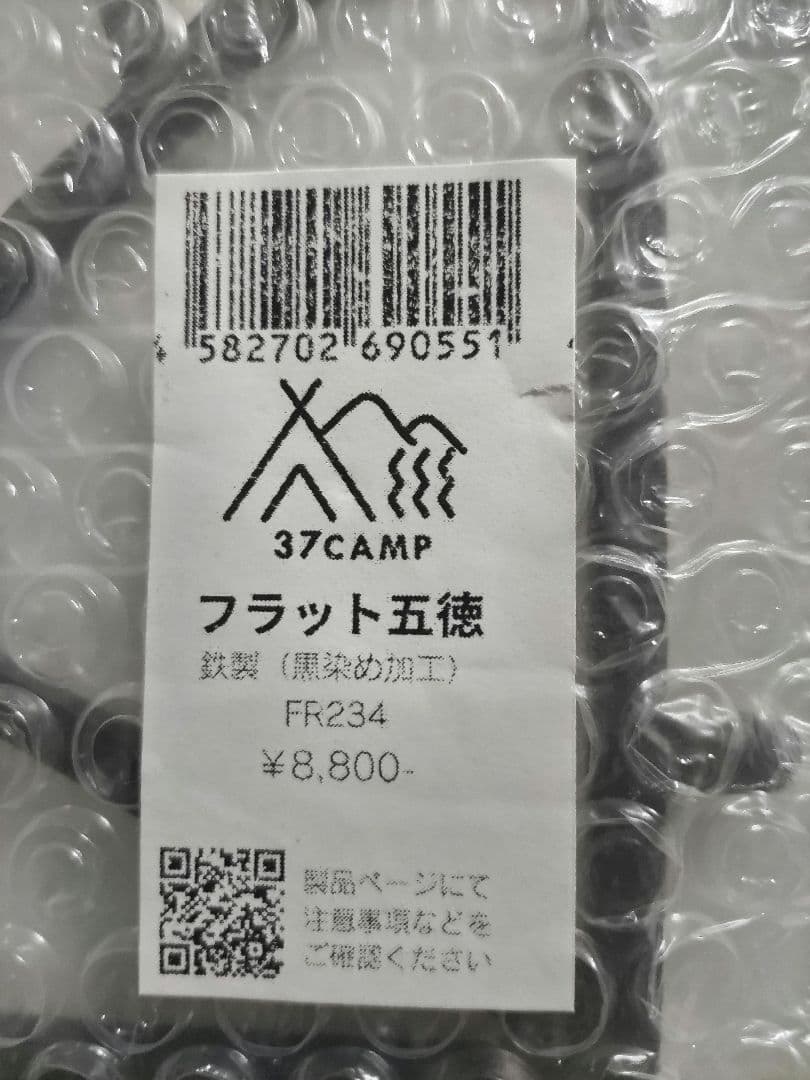 4 582702 690551
37CAMP
フラット五徳
鉄製（黒染め加工）
FR234
¥8,800-
製品ページにて
注意事項などを
ご確認ください